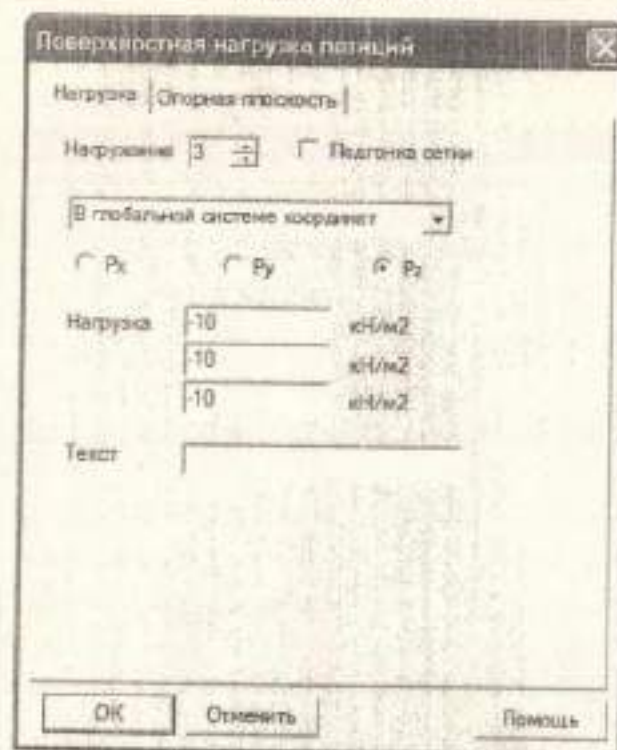 Поверхностная нагрузка позиций
Нагрузка Опорная плоскость
Нагружение 3 Подгонка сетки
В глобальной системе координат
Px Py Pz
Нагрузка -10 кН/м2
-10 кН/м2
-10 кН/м2
Текст
OK Отменить Помощь